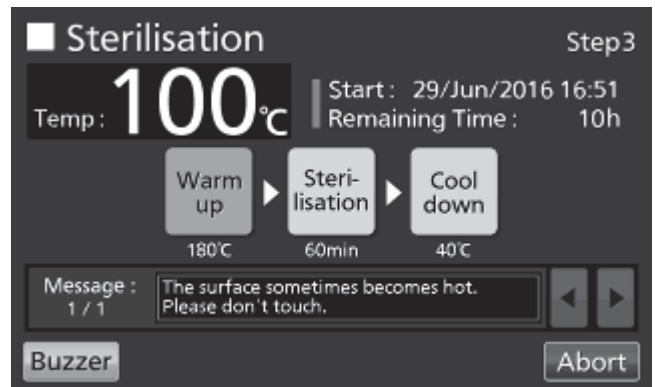 Sterilisation
Step3
Temp: 100℃
Start: 29/Jun/2016 16:51
Remaining Time: 10h
Warm
up
Steri-
lisation
Cool
down
180℃
60min
40℃
Message:
1/1
The surface sometimes becomes hot.
Please don't touch.
Buzzer
Abort